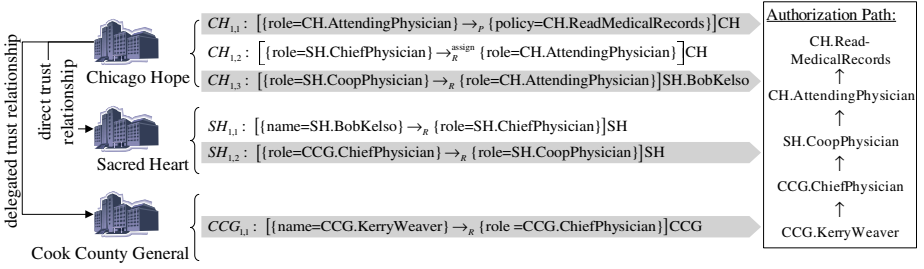 delegated trust relationship
direct trust
relationship
Chicago Hope
CH1,1 : [{role=CH.AttendingPhysician} →P {policy=CH.ReadMedicalRecords}]CH
CH1,2 : [{role=SH.ChiefPhysician} →R assign {role=CH.AttendingPhysician}]CH
CH1,3 : [{role=SH.CoopPhysician} →R {role=CH.AttendingPhysician}]SH.BobKelso
Sacred Heart
SH1,1 : [{name=SH.BobKelso} →R {role=SH.ChiefPhysician}]SH
SH1,2 : [{role=CCG.ChiefPhysician} →R {role=SH.CoopPhysician}]SH
Cook County General
CCG1,1 : [{name=CCG.KerryWeaver} →R {role =CCG.ChiefPhysician}]CCG
Authorization Path:
CH.Read-
MedicalRecords
↑
CH.AttendingPhysician
↑
SH.CoopPhysician
↑
CCG.ChiefPhysician
↑
CCG.KerryWeaver